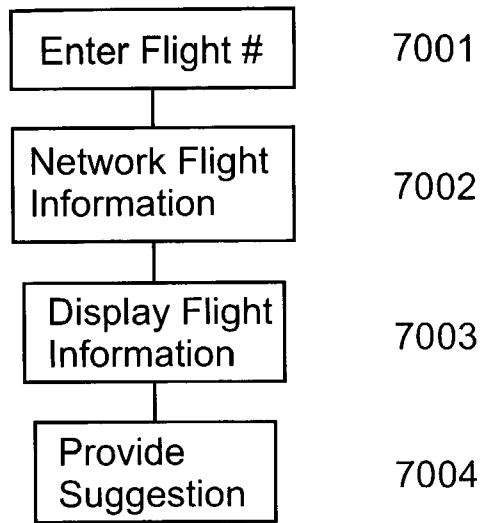 Enter Flight # 7001
Network Flight
Information 7002
Display Flight
Information 7003
Provide
Suggestion 7004